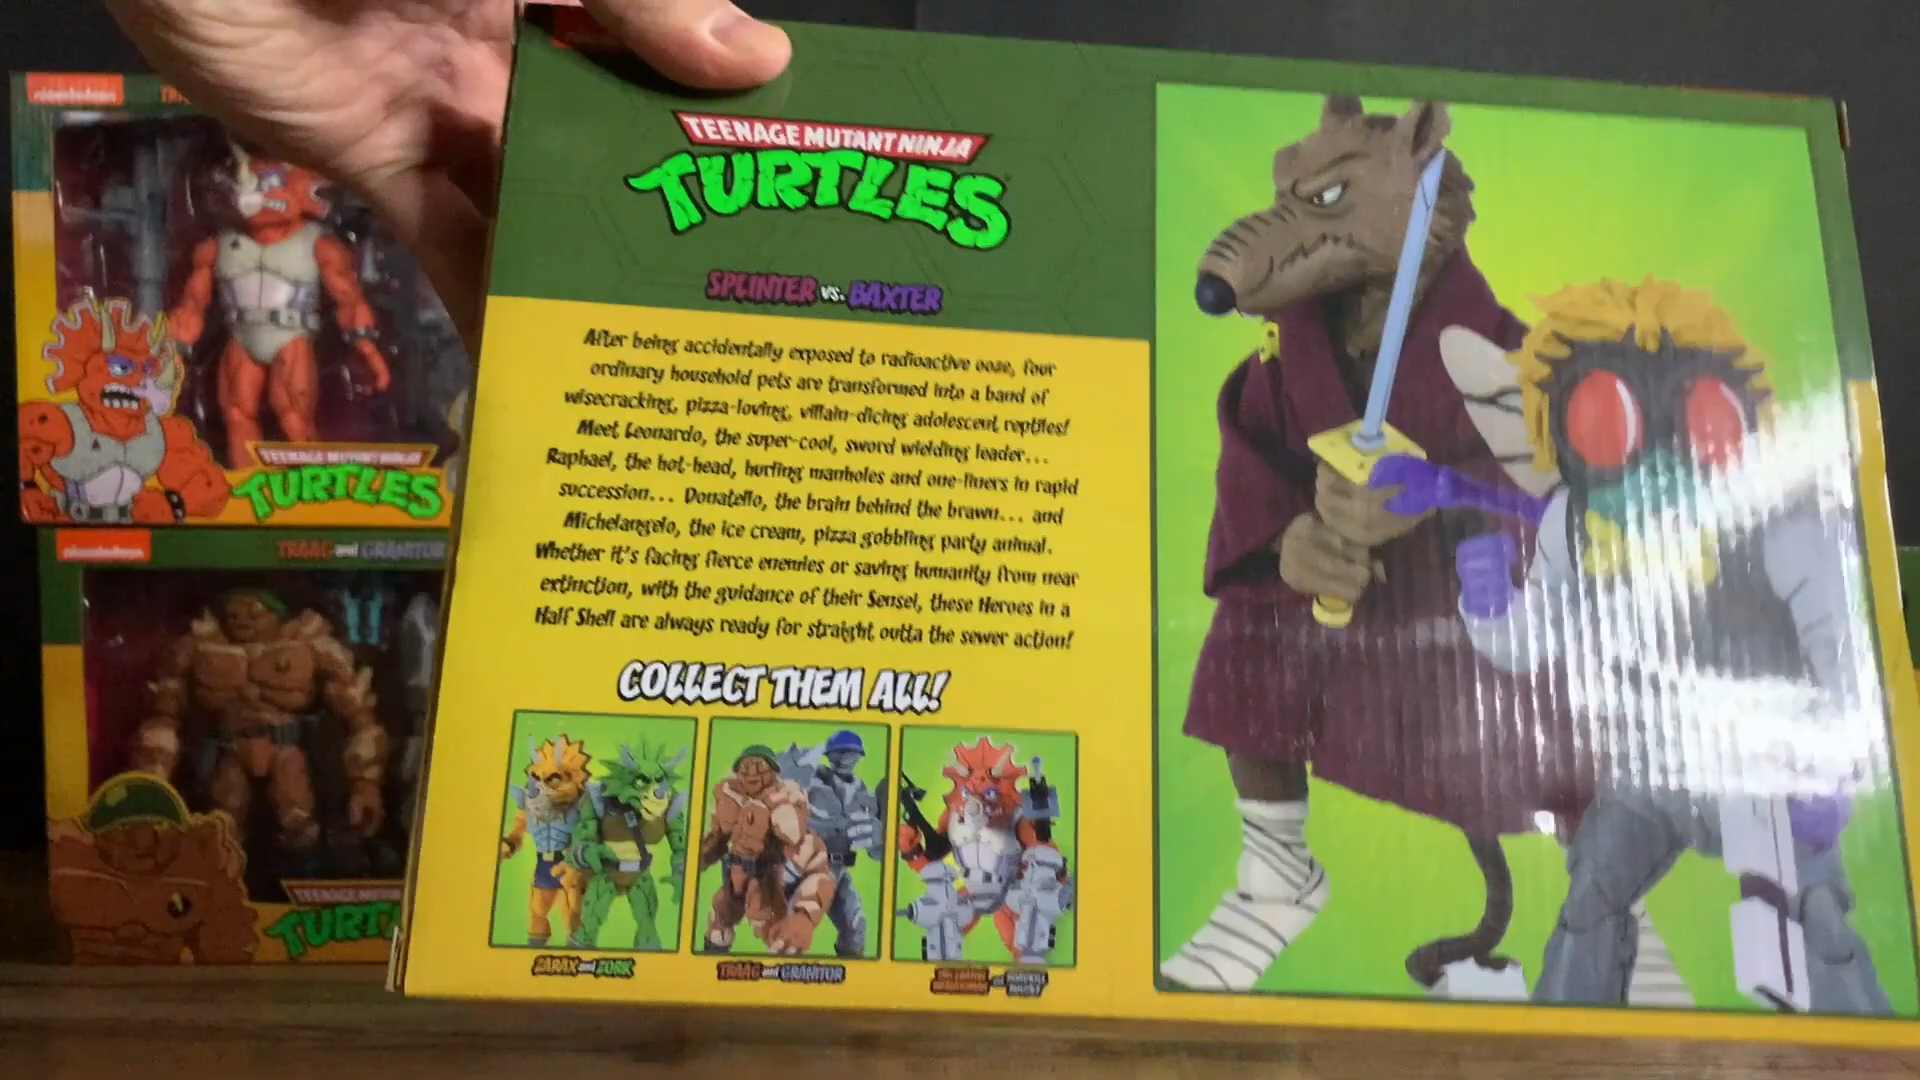 TEENAGE MUTANT NINJA
TURTLES
SPLINTER vs. BAXTER
After being accidentally exposed to radioactive ooze, four
ordinary household pets are transformed into a band of
wisecracking, pizza-loving, villain-dicing adolescent reptiles!
Meet Leonardo, the super-cool, sword wielding leader...
Raphael, the hot-head, hurling manholes and one-liners in rapid
succession... Donatello, the brain behind the brawn... and
Michelangelo, the ice cream, pizza gobbling party animal.
Whether it's facing fierce enemies or saving humanity from near
extinction, with the guidance of their Sensei, these Heroes in a
Half Shell are always ready for straight outta the sewer action!
COLLECT THEM ALL!
ZARAX and ZORK
TRAAG and GRANITOR
nickelodeon
TEENAGE MUTANT NINJA
TURTLES
nickelodeon
TRAAG and GRANITOR
TEENAGE MUTA
TURT